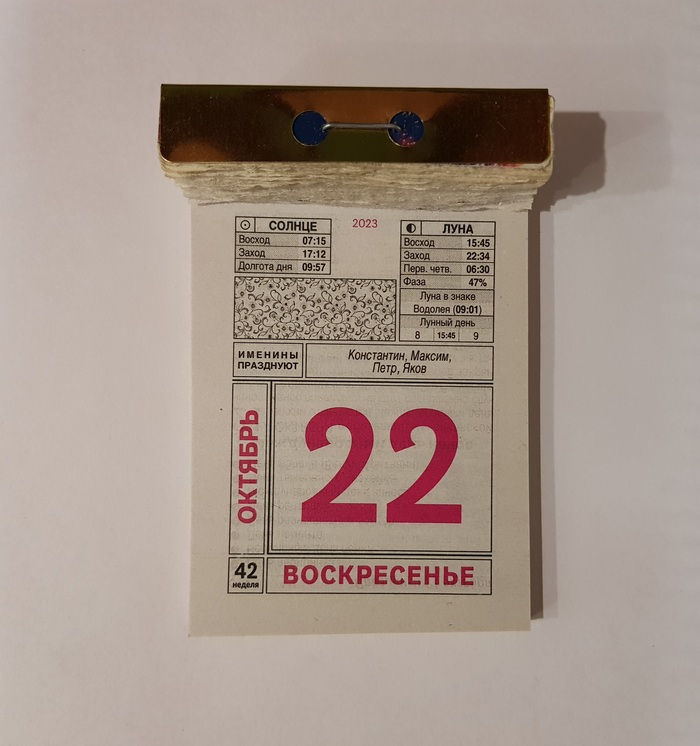 СОЛНЦЕ
Восход 07:15
Заход 17:12
Долгота дня 09:57
2023
ЛУНА
Восход 15:45
Заход 22:34
Перв. четв. 06:30
Фаза 47%
Луна в знаке
Водолея (09:01)
Лунный день
8 15:45 9
ИМЕНИНЫ
ПРАЗДНУЮТ
Константин, Максим,
Петр, Яков
ОКТЯБРЬ
22
42
неделя
ВОСКРЕСЕНЬЕ